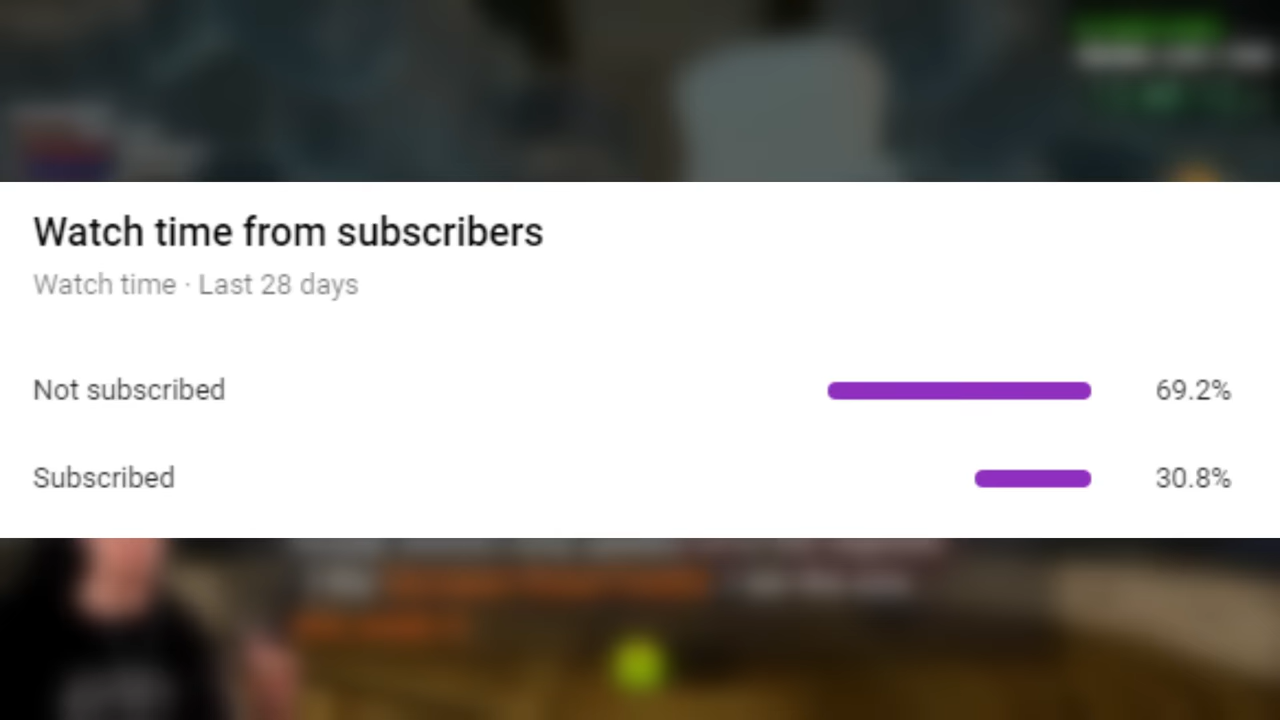 Watch time from subscribers
Watch time · Last 28 days
Not subscribed 69.2%
Subscribed 30.8%